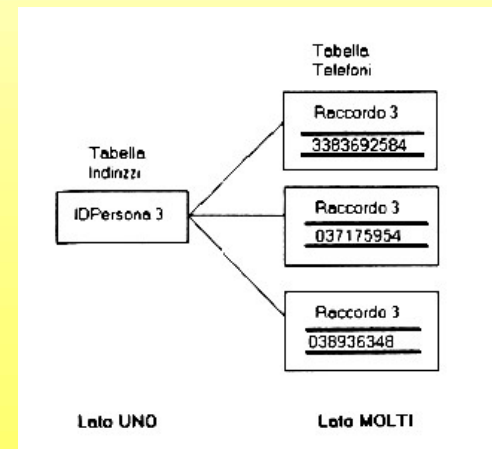 Tabella
Telefoni
Raccordo 3
3383692584
Tabella
Indirizzi
IDPersona 3
Raccordo 3
037175954
Raccordo 3
038936348
Lato UNO
Lato MOLTI